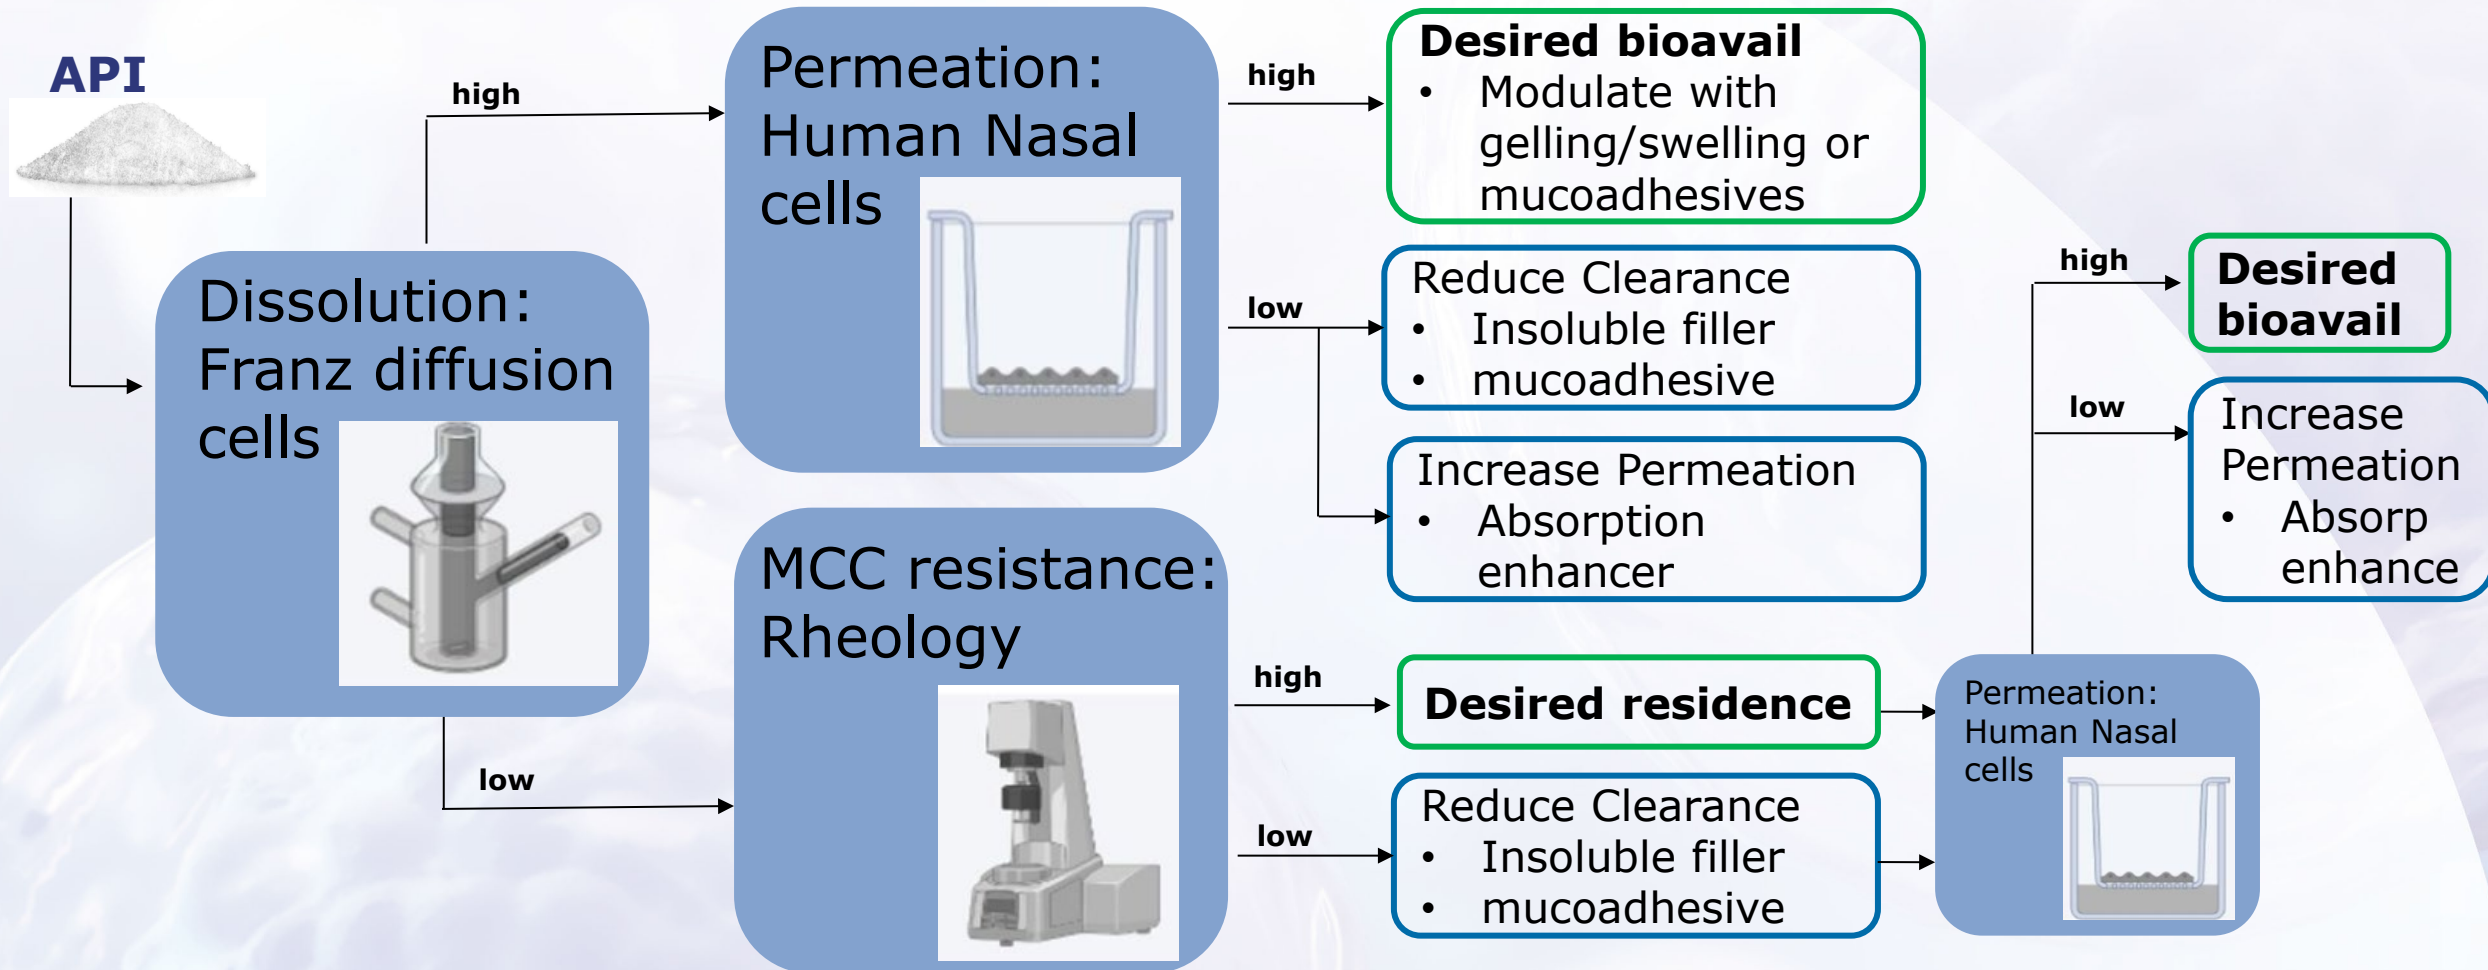 API
high
Dissolution:
Franz diffusion
cells
low
Permeation:
Human Nasal
cells
high
low
Desired bioavail
• Modulate with
gelling/swelling or
mucoadhesives
Reduce Clearance
• Insoluble filler
• mucoadhesive
Increase Permeation
• Absorption
enhancer
MCC resistance:
Rheology
high
low
Desired residence
Reduce Clearance
• Insoluble filler
• mucoadhesive
Permeation:
Human Nasal
cells
high
low
Desired
bioavail
Increase
Permeation
• Absorp
enhance